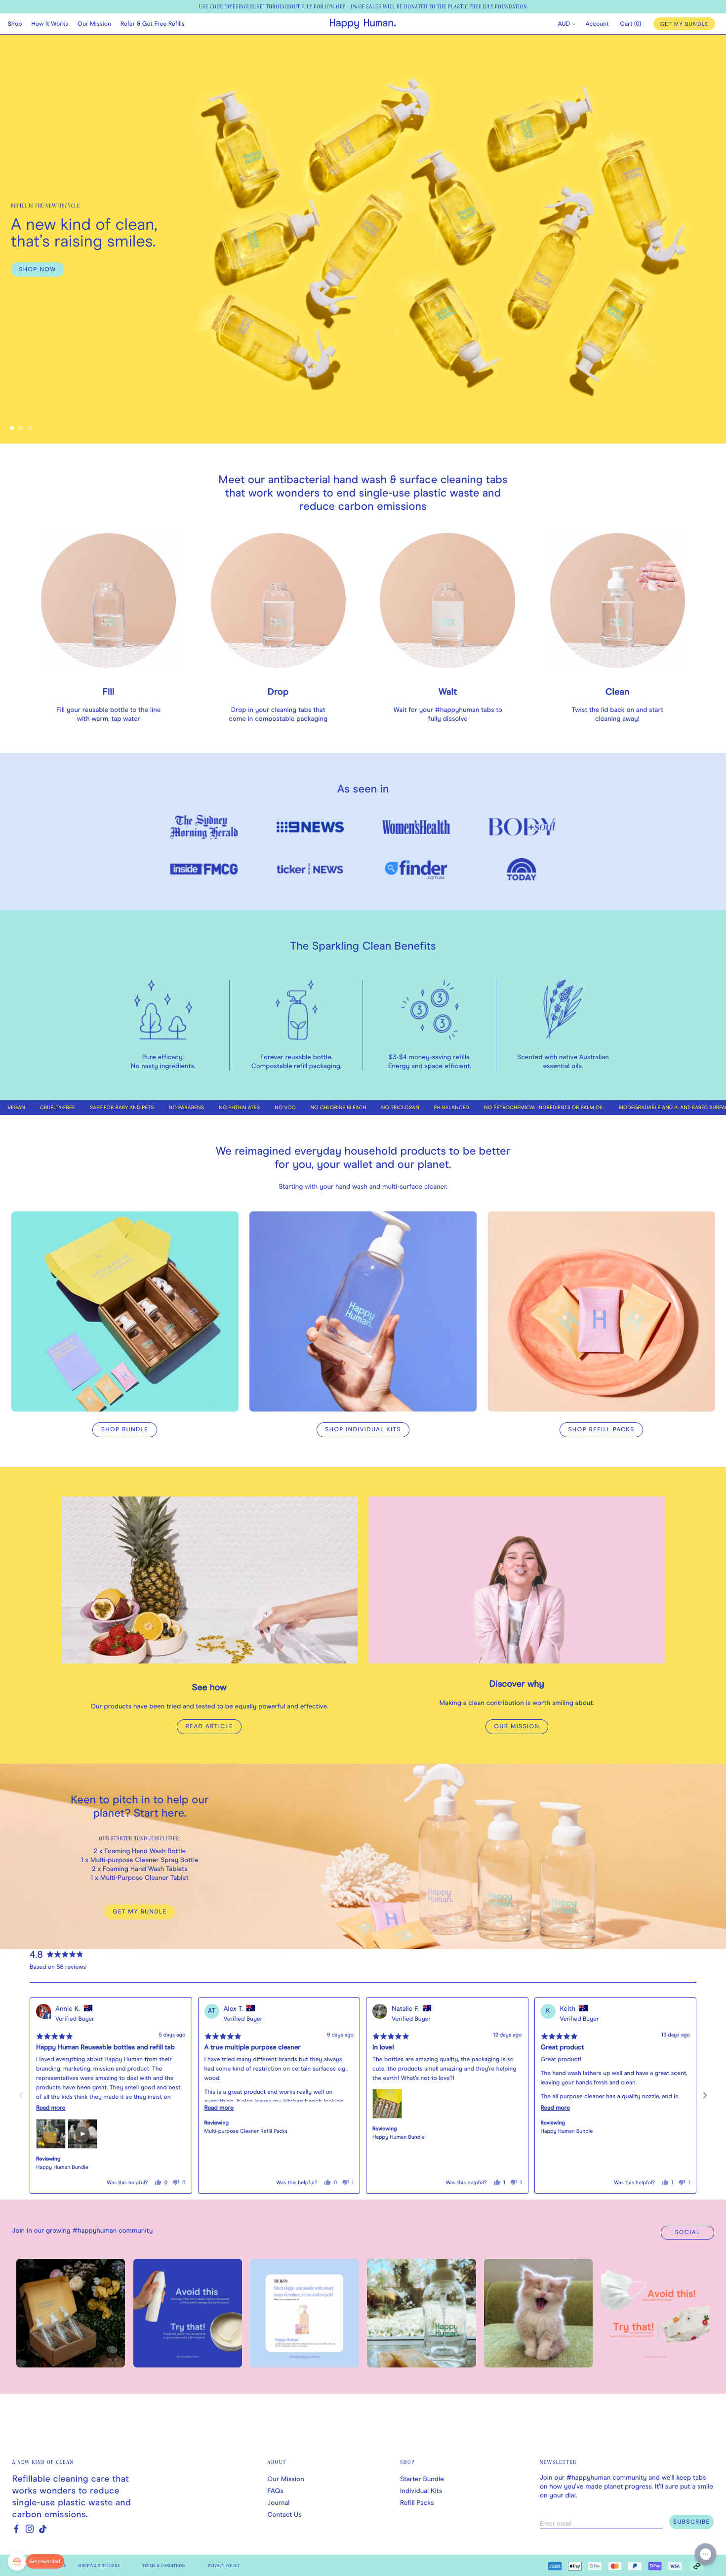 USE CODE "BYESINGLEUSE" THROUGHOUT JULY FOR 10% OFF + 1% OF SALES WILL BE DONATED TO THE PLASTIC FREE JULY FOUNDATION
Shop How It Works Our Mission Refer & Get Free Refills
Happy Human.
AUD Account Cart (0) GET MY BUNDLE
REFILL IS THE NEW RECYCLE
A new kind of clean,
that's raising smiles.
SHOP NOW
Meet our antibacterial hand wash & surface cleaning tabs
that work wonders to end single-use plastic waste and
reduce carbon emissions
Fill
Fill your reusable bottle to the line
with warm, tap water
Drop
Drop in your cleaning tabs that
come in compostable packaging
Wait
Wait for your #happyhuman tabs to
fully dissolve
Clean
Twist the lid back on and start
cleaning away!
As seen in
The Sydney
Morning Herald
9NEWS
Women'sHealth
BODY
+soul
inside FMCG
ticker NEWS
finder
.com.au
TODAY
The Sparkling Clean Benefits
Pure efficacy.
No nasty ingredients.
Forever reusable bottle.
Compostable refill packaging.
3 3 3
$3-$4 money-saving refills.
Energy and space efficient.
Scented with native Australian
essential oils.
VEGAN CRUELTY-FREE SAFE FOR BABY AND PETS NO PARABENS NO PHTHALATES NO VOC NO CHLORINE BLEACH NO TRICLOSAN PH BALANCED NO PETROCHEMICAL INGREDIENTS OR PALM OIL BIODEGRADABLE AND PLANT-BASED SURFA
We reimagined everyday household products to be better
for you, your wallet and our planet.
Starting with your hand wash and multi-surface cleaner.
Happy
Human.
H
SHOP BUNDLE
SHOP INDIVIDUAL KITS
SHOP REFILL PACKS
See how
Our products have been tried and tested to be equally powerful and effective.
READ ARTICLE
Discover why
Making a clean contribution is worth smiling about.
OUR MISSION
Keen to pitch in to help our
planet? Start here.
OUR STARTER BUNDLE INCLUDES:
2 x Foaming Hand Wash Bottle
1 x Multi-purpose Cleaner Spray Bottle
2 x Foaming Hand Wash Tablets
1 x Multi-Purpose Cleaner Tablet
GET MY BUNDLE
Happy
Human.
Happy
Human.
Happy
Human.
4.8
Based on 56 reviews
Annie K.
Verified Buyer
5 days ago
Happy Human Reuseable bottles and refill tab
I loved everything about Happy Human from their
branding, marketing, mission and product. The
representatives were amazing to deal with and the
products have been great. They smell good and best
of all the kids think they made it so they insist on
Read more
Reviewing
Happy Human Bundle
Was this helpful? 0 0
AT
Alex T.
Verified Buyer
9 days ago
A true multiple purpose cleaner
I have tried many different brands but they always
had some kind of restriction on certain surfaces e.g.,
wood.
This is a great product and works really well on
Read more
Reviewing
Multi-purpose Cleaner Refill Packs
Was this helpful? 0 1
Natalie F.
Verified Buyer
12 days ago
In love!
The bottles are amazing quality, the packaging is so
cute, the products smell amazing and they're helping
the earth! What's not to love?!
Reviewing
Happy Human Bundle
Was this helpful? 1 1
K
Keith
Verified Buyer
13 days ago
Great product
Great product!
The hand wash lathers up well and have a great scent,
leaving your hands fresh and clean.
The all purpose cleaner has a quality nozzle, and is
Read more
Reviewing
Happy Human Bundle
Was this helpful? 1 1
Join in our growing #happyhuman community
SOCIAL
Avoid this
Try that!
Happy
Human.
Avoid this!
Try that!
A NEW KIND OF CLEAN
Refillable cleaning care that
works wonders to reduce
single-use plastic waste and
carbon emissions.
ABOUT
Our Mission
FAQs
Journal
Contact Us
SHOP
Starter Bundle
Individual Kits
Refill Packs
NEWSLETTER
Join our #happyhuman community and we'll keep tabs
on how you've made planet progress. It'll sure put a smile
on your dial.
Enter email
SUBSCRIBE
Get rewarded
SHIPPING & RETURNS TERMS & CONDITIONS PRIVACY POLICY